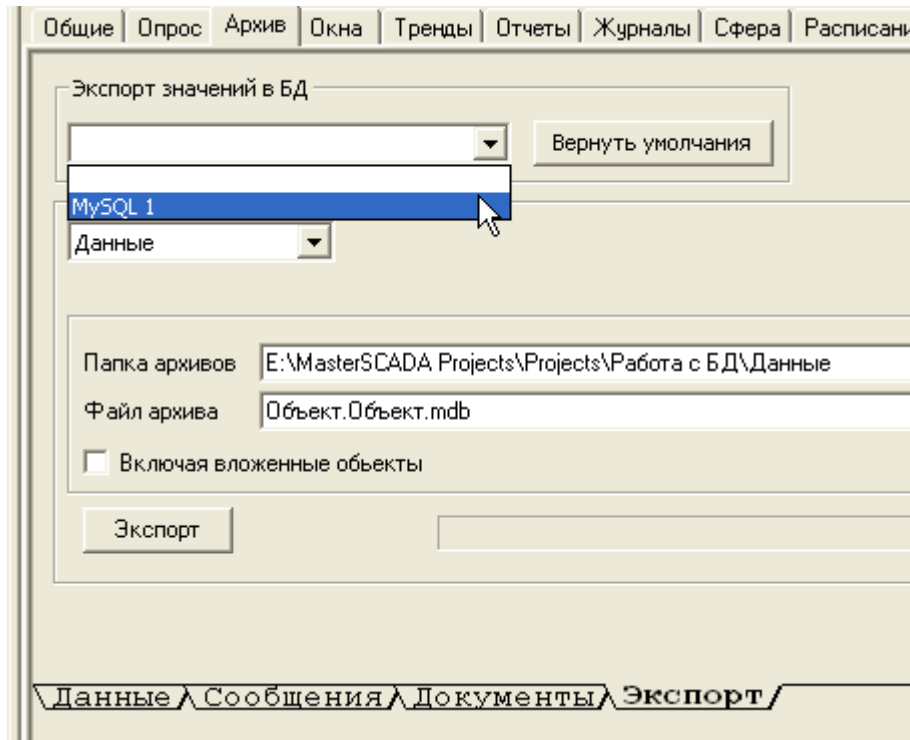 Общие Опрос Архив Окна Тренды Отчеты Журналы Сфера Расписани
Экспорт значений в БД
Вернуть умолчания
MySQL 1
Данные
Папка архивов E:\MasterSCADA Projects\Projects\Работа с БД\Данные
Файл архива Объект.Объект.mdb
Включая вложенные обьекты
Экспорт
Данные Сообщения Документы Экспорт